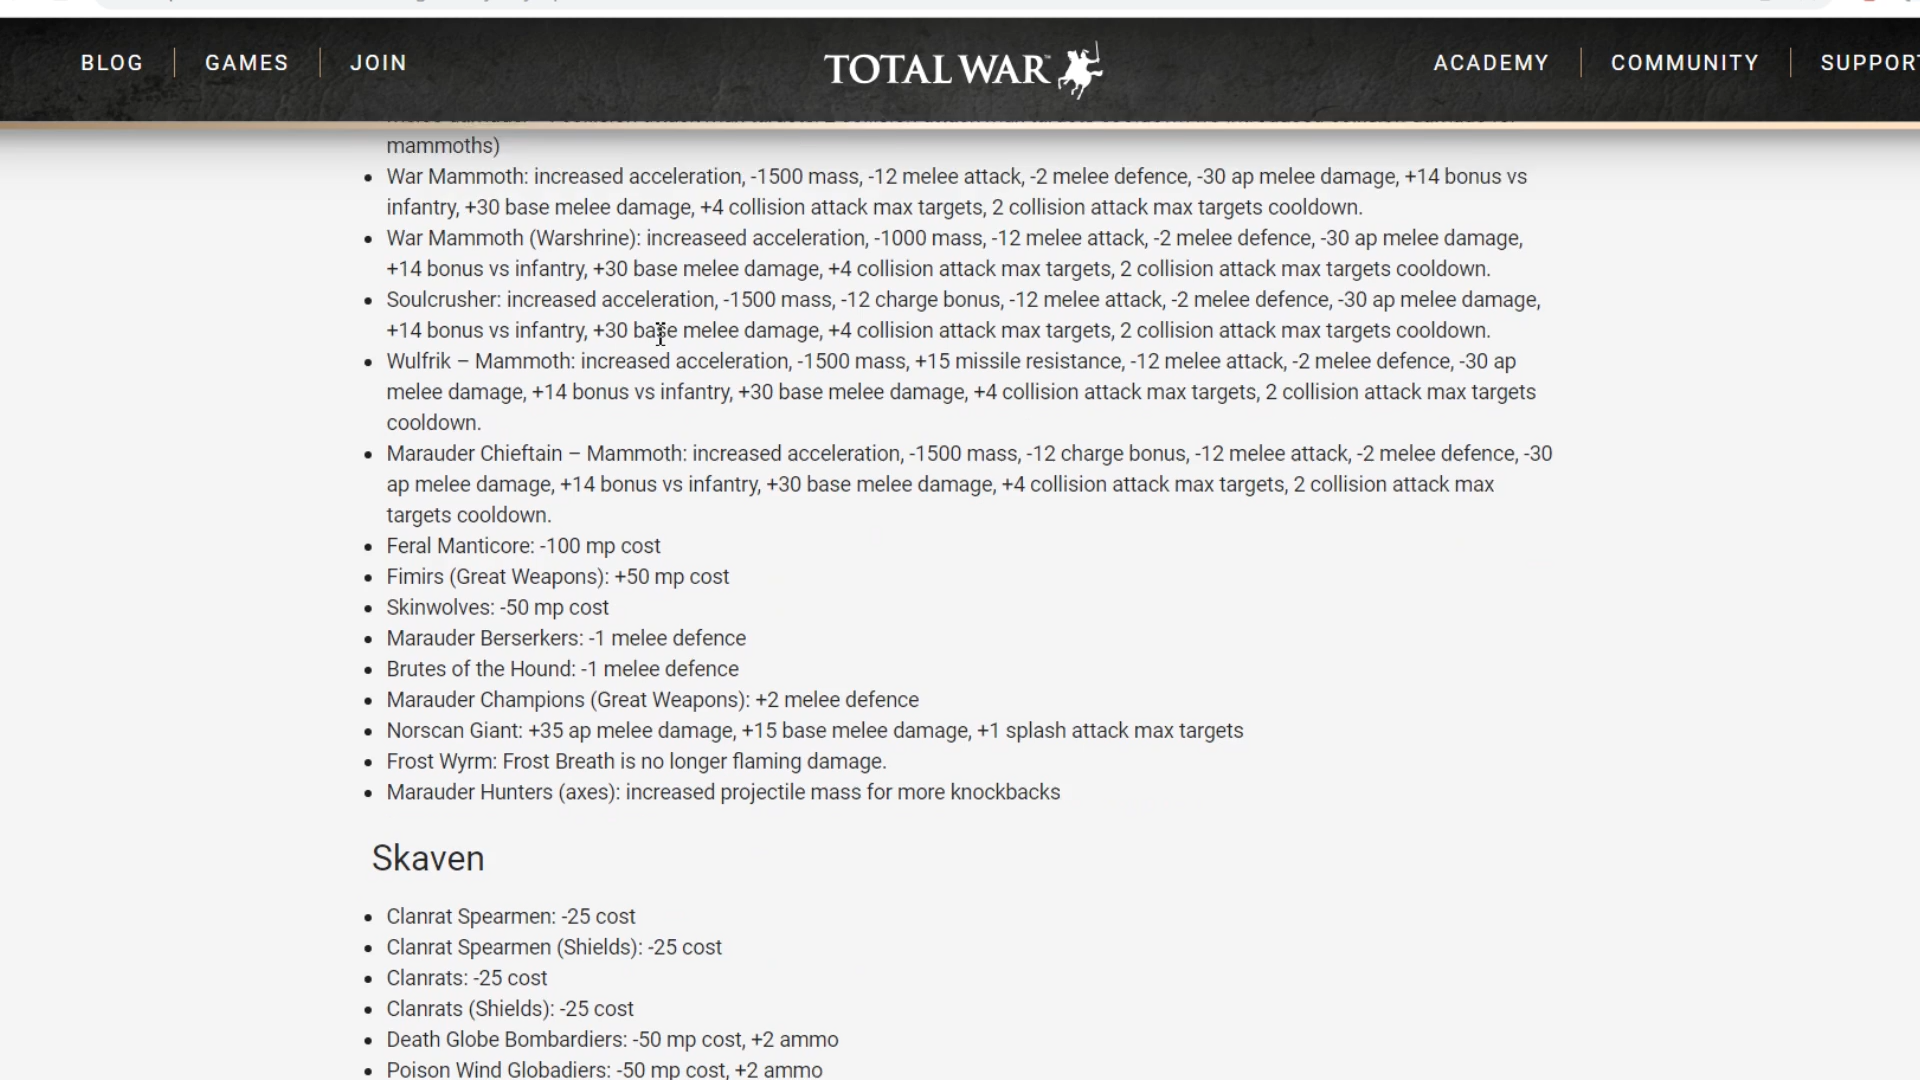 BLOG GAMES JOIN TOTAL WAR™ ACADEMY COMMUNITY SUPPORT
mammoths)
• War Mammoth: increased acceleration, -1500 mass, -12 melee attack, -2 melee defence, -30 ap melee damage, +14 bonus vs
infantry, +30 base melee damage, +4 collision attack max targets, 2 collision attack max targets cooldown.
• War Mammoth (Warshrine): increaseed acceleration, -1000 mass, -12 melee attack, -2 melee defence, -30 ap melee damage,
+14 bonus vs infantry, +30 base melee damage, +4 collision attack max targets, 2 collision attack max targets cooldown.
• Soulcrusher: increased acceleration, -1500 mass, -12 charge bonus, -12 melee attack, -2 melee defence, -30 ap melee damage,
+14 bonus vs infantry, +30 base melee damage, +4 collision attack max targets, 2 collision attack max targets cooldown.
• Wulfrik – Mammoth: increased acceleration, -1500 mass, +15 missile resistance, -12 melee attack, -2 melee defence, -30 ap
melee damage, +14 bonus vs infantry, +30 base melee damage, +4 collision attack max targets, 2 collision attack max targets
cooldown.
• Marauder Chieftain – Mammoth: increased acceleration, -1500 mass, -12 charge bonus, -12 melee attack, -2 melee defence, -30
ap melee damage, +14 bonus vs infantry, +30 base melee damage, +4 collision attack max targets, 2 collision attack max
targets cooldown.
• Feral Manticore: -100 mp cost
• Fimirs (Great Weapons): +50 mp cost
• Skinwolves: -50 mp cost
• Marauder Berserkers: -1 melee defence
• Brutes of the Hound: -1 melee defence
• Marauder Champions (Great Weapons): +2 melee defence
• Norscan Giant: +35 ap melee damage, +15 base melee damage, +1 splash attack max targets
• Frost Wyrm: Frost Breath is no longer flaming damage.
• Marauder Hunters (axes): increased projectile mass for more knockbacks
Skaven
• Clanrat Spearmen: -25 cost
• Clanrat Spearmen (Shields): -25 cost
• Clanrats: -25 cost
• Clanrats (Shields): -25 cost
• Death Globe Bombardiers: -50 mp cost, +2 ammo
• Poison Wind Globadiers: -50 mp cost, +2 ammo